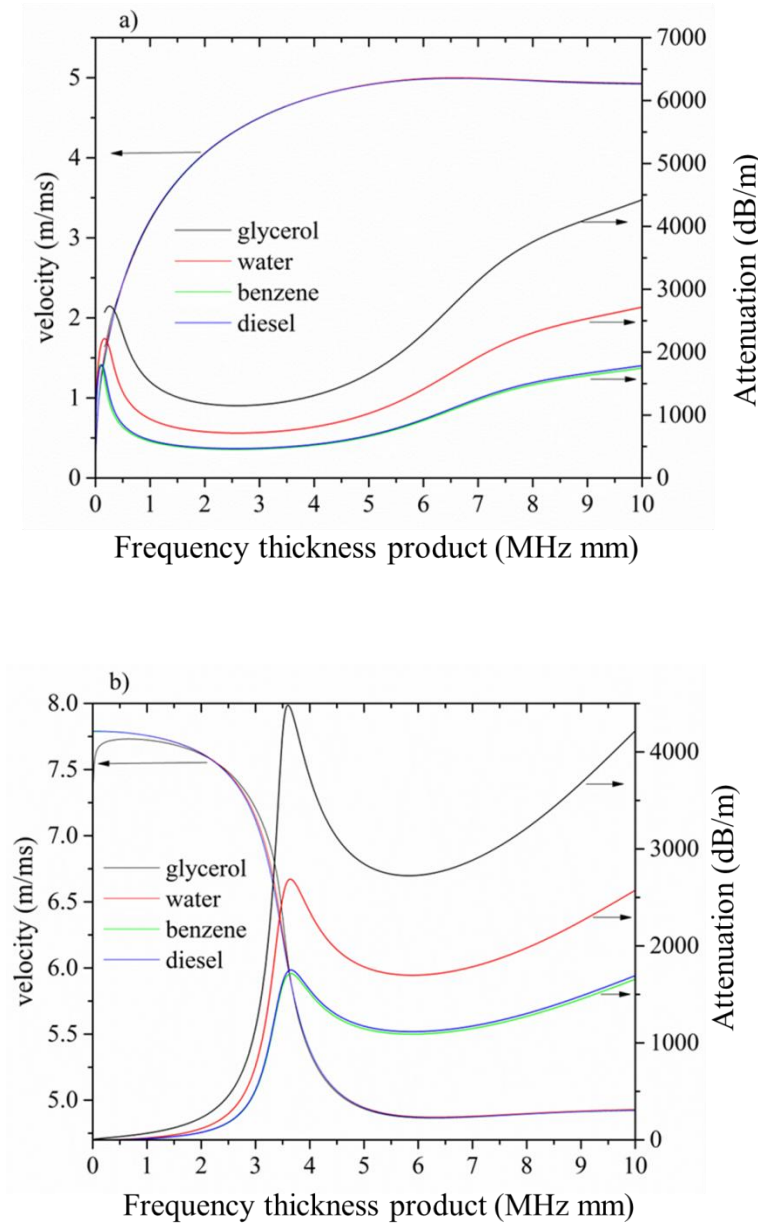 a)
7000
6000
5000
4000
3000
2000
1000
0
Attenuation (dB/m)
5
4
3
2
1
0
velocity (m/ms)
glycerol
water
benzene
diesel
0 1 2 3 4 5 6 7 8 9 10
Frequency thickness product (MHz mm)
b)
8.0
7.5
7.0
6.5
6.0
5.5
5.0
velocity (m/ms)
glycerol
water
benzene
diesel
4000
3000
2000
1000
0
Attenuation (dB/m)
0 1 2 3 4 5 6 7 8 9 10
Frequency thickness product (MHz mm)